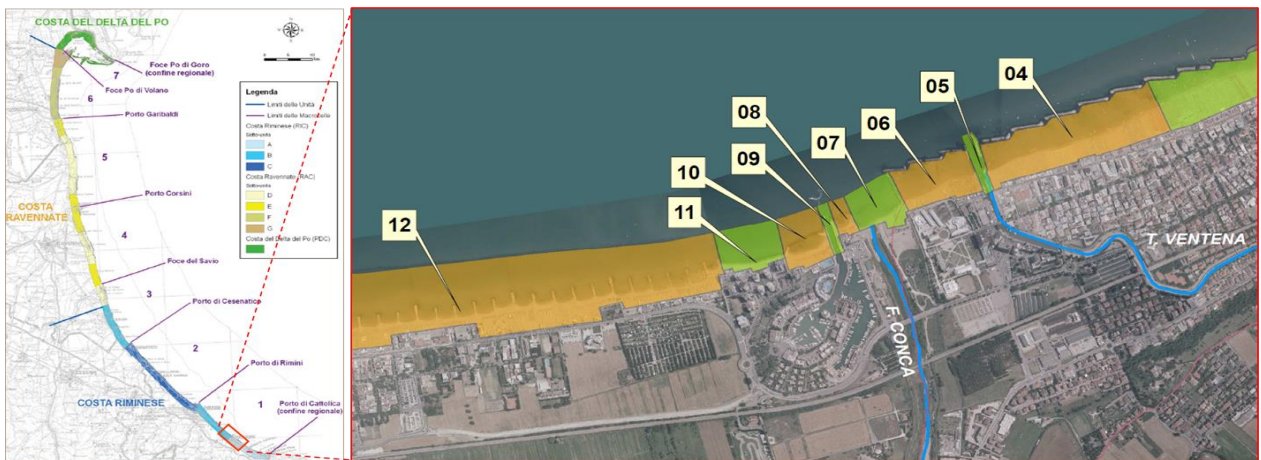 COSTA DEL DELTA DEL PO
Foce Po di Goro
(confine regionale)
7
Foce Po di Volano
6
Porto Garibaldi
5
Porto Corsini
COSTA
RAVENNATE
4
Foce del Savio
3
Porto di Cesenatico
2
Porto di Rimini
1
COSTA RIMINESE
Porto di Cattolica
(confine regionale)
Legenda
Limiti delle Unità
Limiti delle Macrocelle
Costa Riminese (RIC)
Sotto-unità
A
B
C
Costa Ravennate (RAC)
Sotto-unità
D
E
F
G
Costa del Delta del Po (PDC)
04
05
06
07
08
09
10
11
12
T. VENTENA
F. CONCA